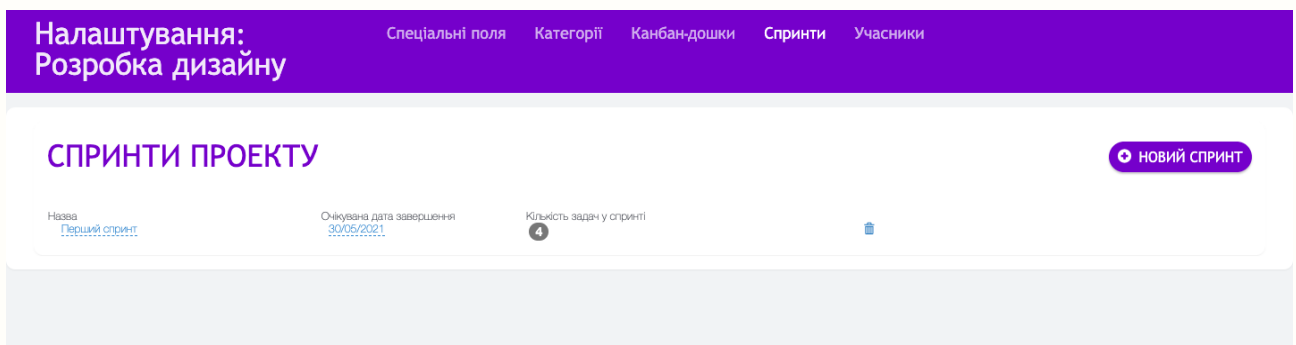 Налаштування:
Розробка дизайну
Спеціальні поля Категорії Канбан-дошки Спринти Учасники
СПРИНТИ ПРОЕКТУ
НОВИЙ СПРИНТ
Назва Очікувана дата завершення Кількість задач у спринті
Перший спринт 30/05/2021 4